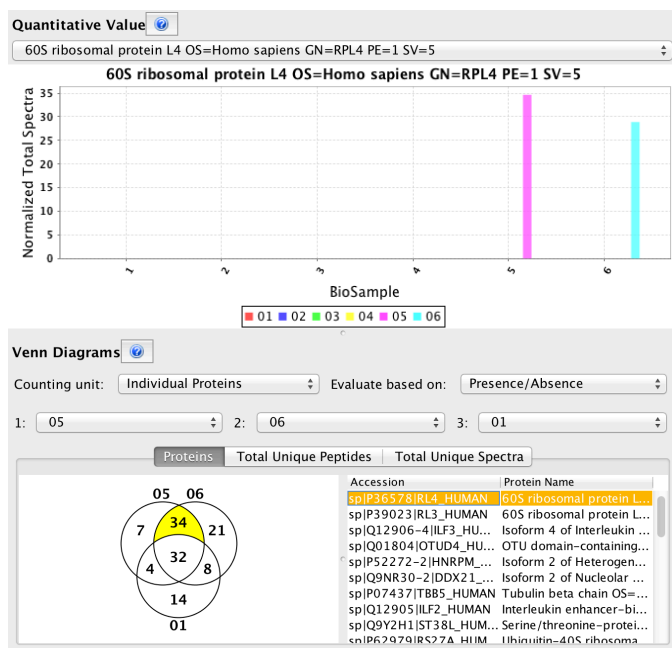 Quantitative Value ?
60S ribosomal protein L4 OS=Homo sapiens GN=RPL4 PE=1 SV=5
60S ribosomal protein L4 OS=Homo sapiens GN=RPL4 PE=1 SV=5
Normalized Total Spectra
35
30
25
20
15
10
5
0
1 2 3 4 5 6
BioSample
01 02 03 04 05 06
Venn Diagrams ?
Counting unit: Individual Proteins Evaluate based on: Presence/Absence
1: 05 2: 06 3: 01
Proteins Total Unique Peptides Total Unique Spectra
05 06
7 34 21
32
4 8
14
01
Accession Protein Name
sp|P36578|RL4_HUMAN 60S ribosomal protein L...
sp|P39023|RL3_HUMAN 60S ribosomal protein L...
sp|Q12906-4|ILF3_HU... Isoform 4 of Interleukin ...
sp|Q01804|OTUD4_HU... OTU domain-containing...
sp|P52272-2|HNRPM_... Isoform 2 of Heterogen...
sp|Q9NR30-2|DDX21_... Isoform 2 of Nucleolar ...
sp|P07437|TBB5_HUMAN Tubulin beta chain OS=...
sp|Q12905|ILF2_HUMAN Interleukin enhancer-bi...
sp|Q9Y2H1|ST38L_HUM... Serine/threonine-protei...
sp|P62979|RS27A_HUM... Ubiquitin-40S ribosoma...